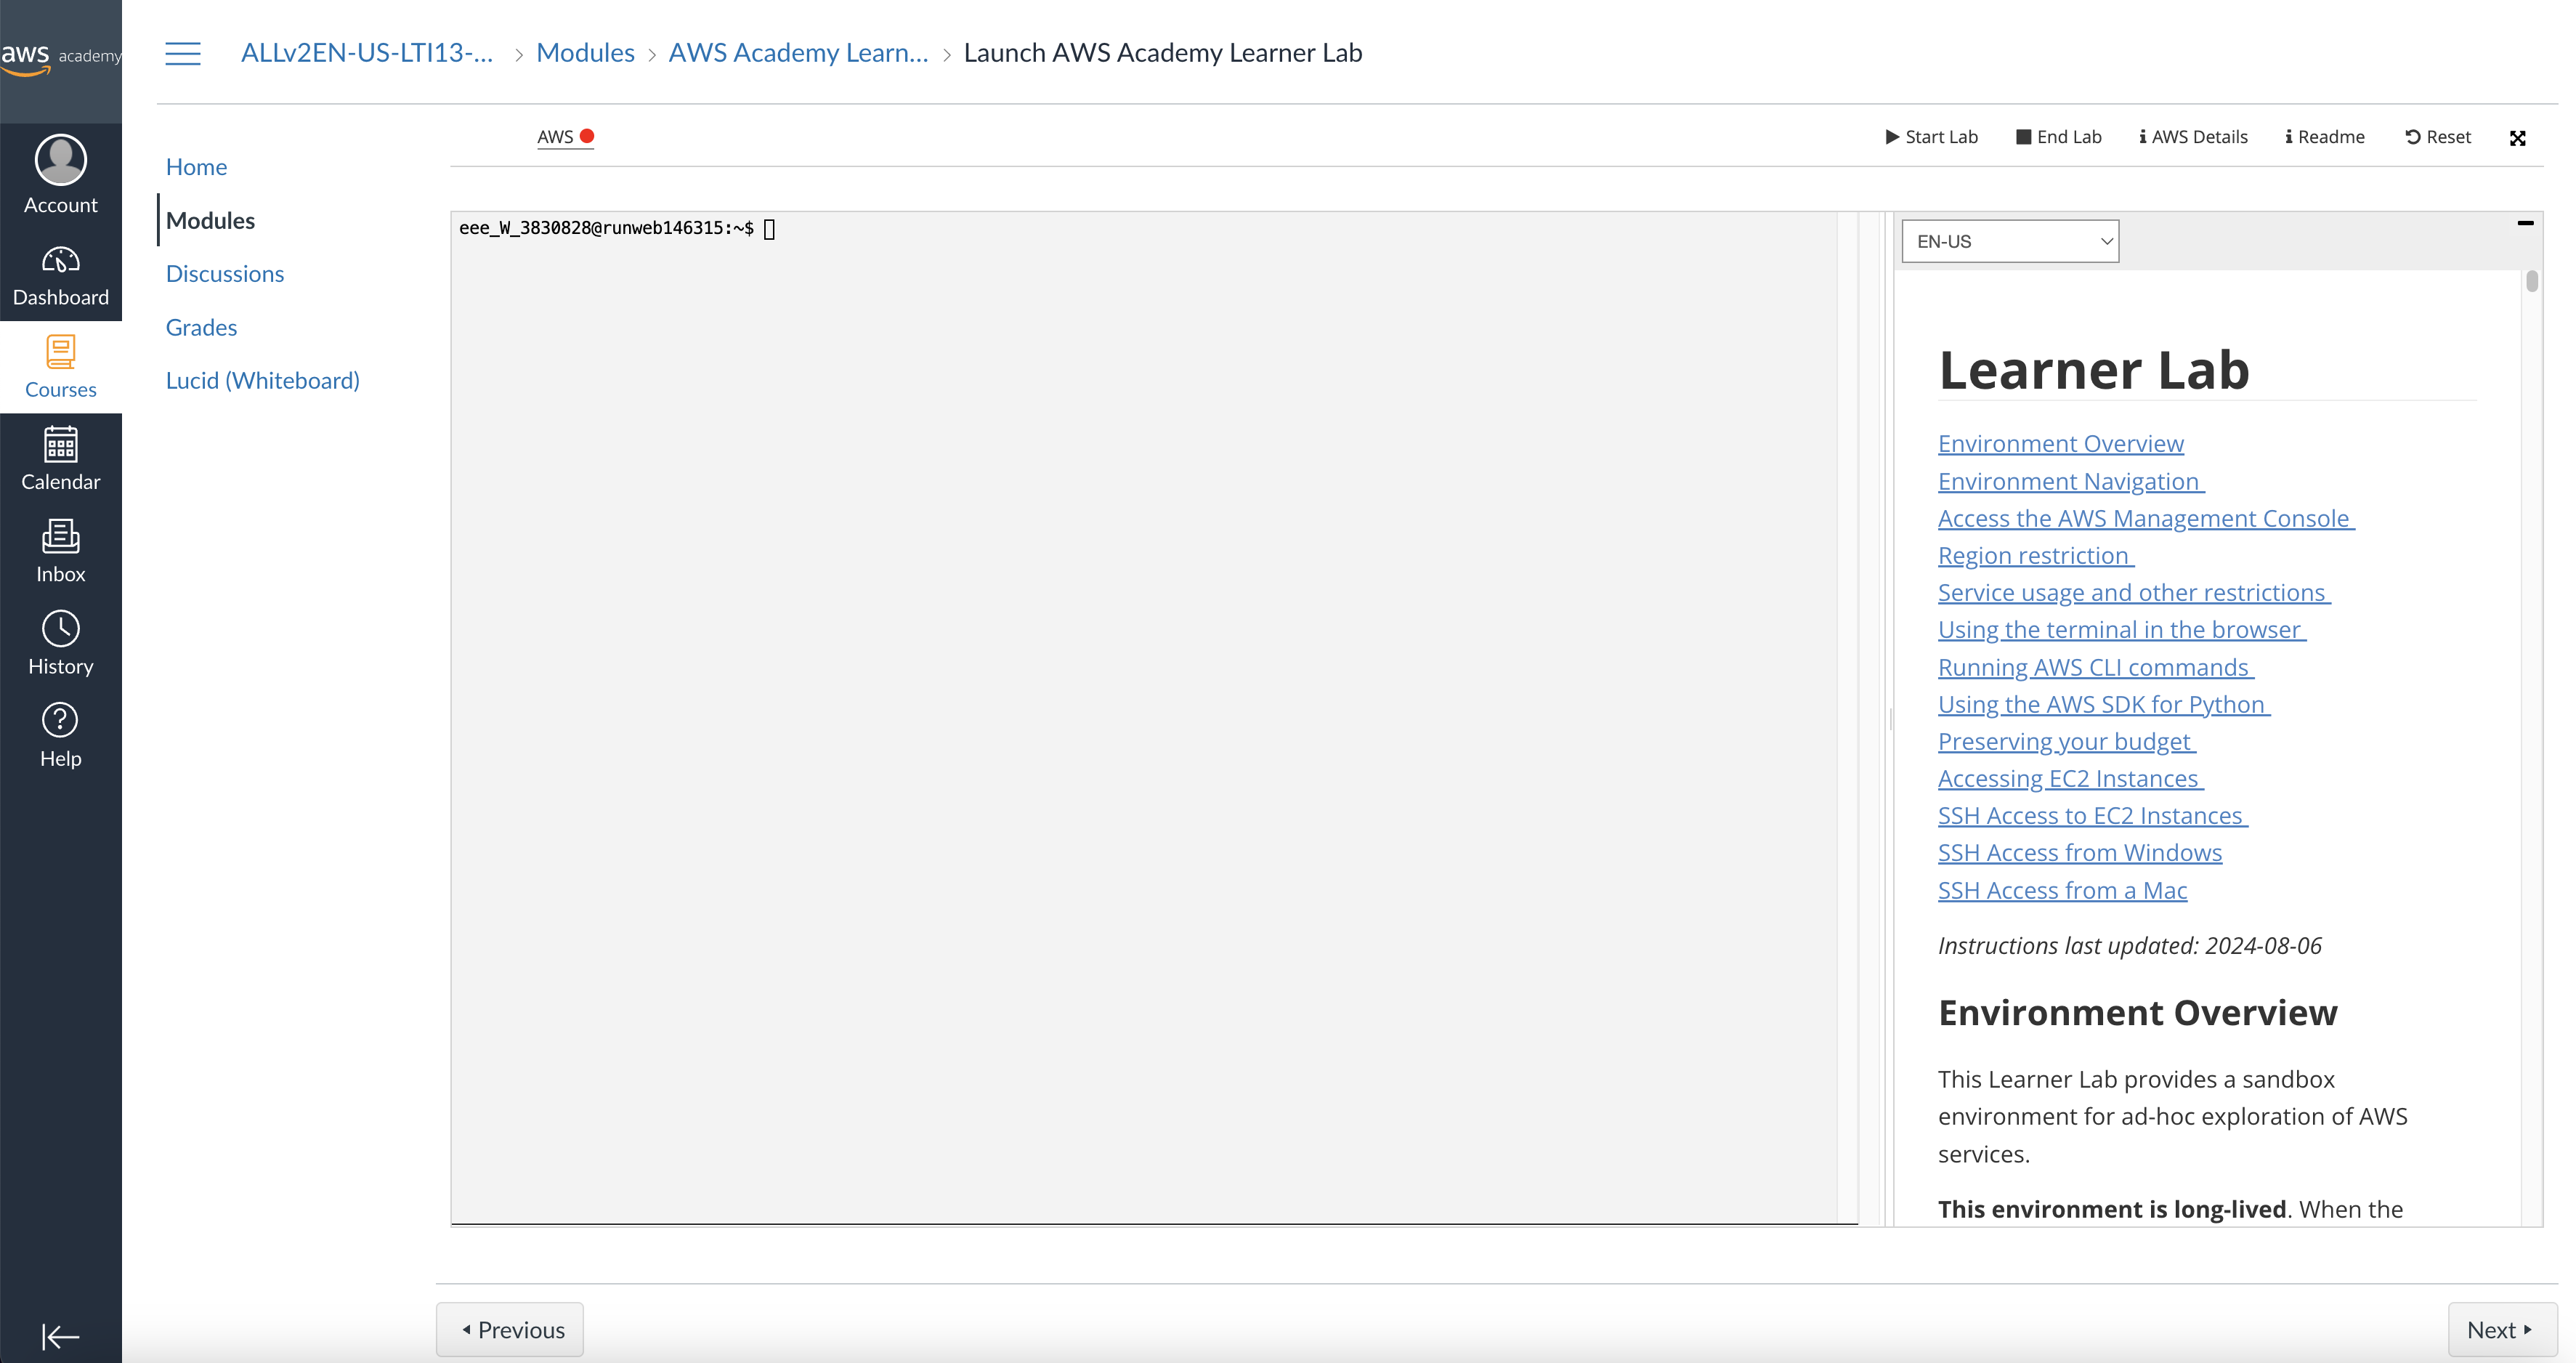 aws academy
ALLv2EN-US-LTI13-... > Modules > AWS Academy Learn... > Launch AWS Academy Learner Lab
Account
Dashboard
Courses
Calendar
Inbox
History
Help
Home
Modules
Discussions
Grades
Lucid (Whiteboard)
AWS
Start Lab End Lab AWS Details Readme Reset
eee_W_3830828@runweb146315:~$
EN-US
Learner Lab
Environment Overview
Environment Navigation
Access the AWS Management Console
Region restriction
Service usage and other restrictions
Using the terminal in the browser
Running AWS CLI commands
Using the AWS SDK for Python
Preserving your budget
Accessing EC2 Instances
SSH Access to EC2 Instances
SSH Access from Windows
SSH Access from a Mac
Instructions last updated: 2024-08-06
Environment Overview
This Learner Lab provides a sandbox
environment for ad-hoc exploration of AWS
services.
This environment is long-lived. When the
Previous
Next